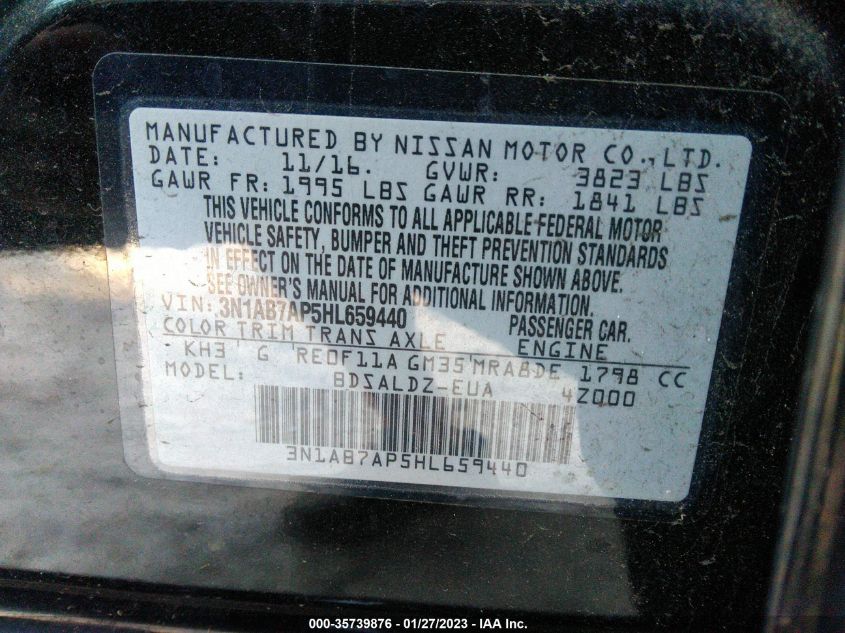 MANUFACTURED BY NISSAN MOTOR CO.,LTD.
DATE: 11/16. GVWR: 3823 LBS
GAWR FR: 1995 LBS GAWR RR: 1841 LBS
THIS VEHICLE CONFORMS TO ALL APPLICABLE FEDERAL MOTOR
VEHICLE SAFETY, BUMPER AND THEFT PREVENTION STANDARDS
IN EFFECT ON THE DATE OF MANUFACTURE SHOWN ABOVE.
SEE OWNER'S MANUAL FOR ADDITIONAL INFORMATION.
VIN: 3N1AB7AP5HL659440 PASSENGER CAR.
COLOR TRIM TRANS AXLE ENGINE
KH3 G RE0F11A GM35 MRA8DE 1798 CC
MODEL: BDSALDZ-EUA 4Z000
3N1AB7AP5HL659440
000-35739876 / 01/27/2023 / © IAA Inc.